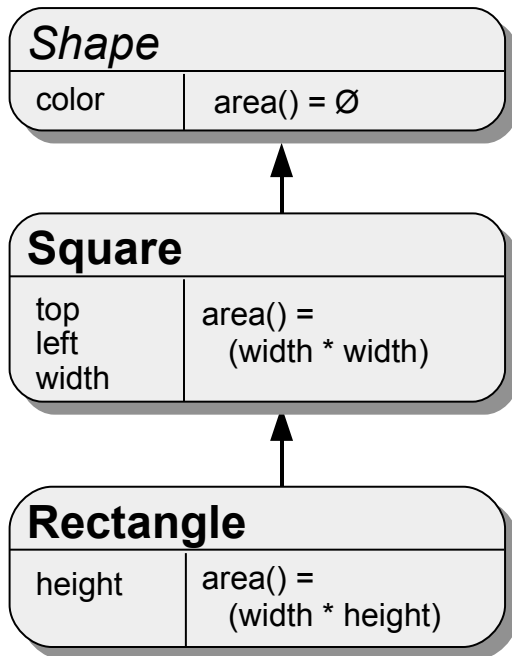 Shape
color
area() = Ø
Square
top
left
width
area() =
(width * width)
Rectangle
height
area() =
(width * height)